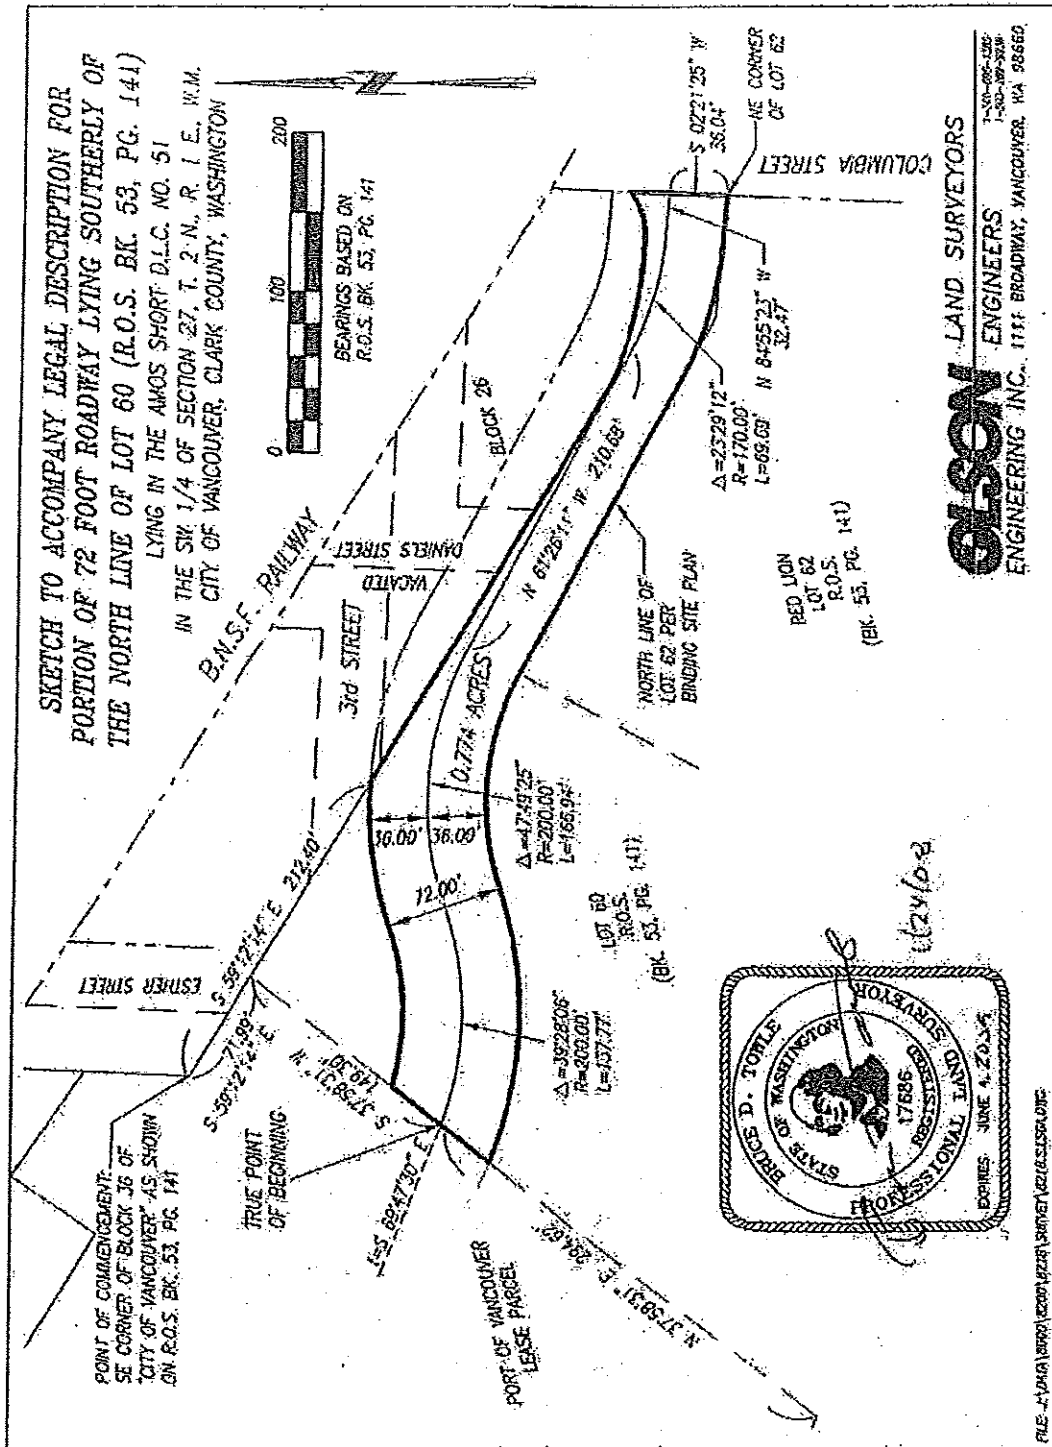 SKETCH TO ACCOMPANY LEGAL DESCRIPTION FOR
PORTION OF 72 FOOT ROADWAY LYING SOUTHERLY OF
THE NORTH LINE OF LOT 60 (R.O.S. BK. 53, PG. 141)
LYING IN THE AMOS SHORT D.L.C. NO. 51
IN THE SW 1/4 OF SECTION 27, T. 2 N., R. 1 E., W.M.
CITY OF VANCOUVER, CLARK COUNTY, WASHINGTON
0 100 200
BEARINGS BASED ON
R.O.S. BK. 53, PG. 141
B.N.S.F. RAILWAY
POINT OF COMMENCEMENT:
SE CORNER OF BLOCK 36 OF
"CITY OF VANCOUVER" AS SHOWN
ON R.O.S. BK. 53, PG. 141
ESTHER STREET
S 59°12'14" E
71.99'
S 59°12'14" E 212.40'
3rd STREET
VACATED
DANIELS STREET
BLOCK 26
TRUE POINT
OF BEGINNING
S 37°58'31" W
149.30'
S 89°47'30" E
PORT OF VANCOUVER
LEASE PARCEL
N 37°58'31" E
36.00' 36.00'
72.00'
0.774 ACRES
N 61°26'11" W 210.68'
Δ=39°28'06"
R=200.00'
L=137.77'
Δ=47°49'25"
R=200.00'
L=166.94'
LOT 60
R.O.S.
(BK. 53, PG. 141)
NORTH LINE OF
LOT 62 PER
BINDING SITE PLAN
Δ=23°29'12"
R=170.00'
L=69.69'
N 84°55'23" W
32.47'
S 02°21'25" W
36.04'
NE CORNER
OF LOT 62
COLUMBIA STREET
RED LION
LOT 62
R.O.S.
(BK. 53, PG. 141)
BRUCE D. TOWLE
STATE OF WASHINGTON
17686
REGISTERED
PROFESSIONAL LAND SURVEYOR
EXPIRES JUNE 4,
OLSON
LAND SURVEYORS
ENGINEERS
ENGINEERING INC. 1111 BROADWAY, VANCOUVER, WA 98660